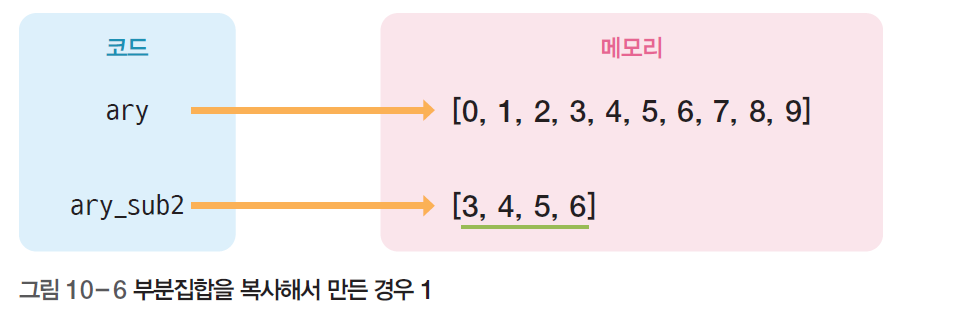 코드
메모리
ary
[0, 1, 2, 3, 4, 5, 6, 7, 8, 9]
ary_sub2
[3, 4, 5, 6]
그림 10-6 부분집합을 복사해서 만든 경우 1